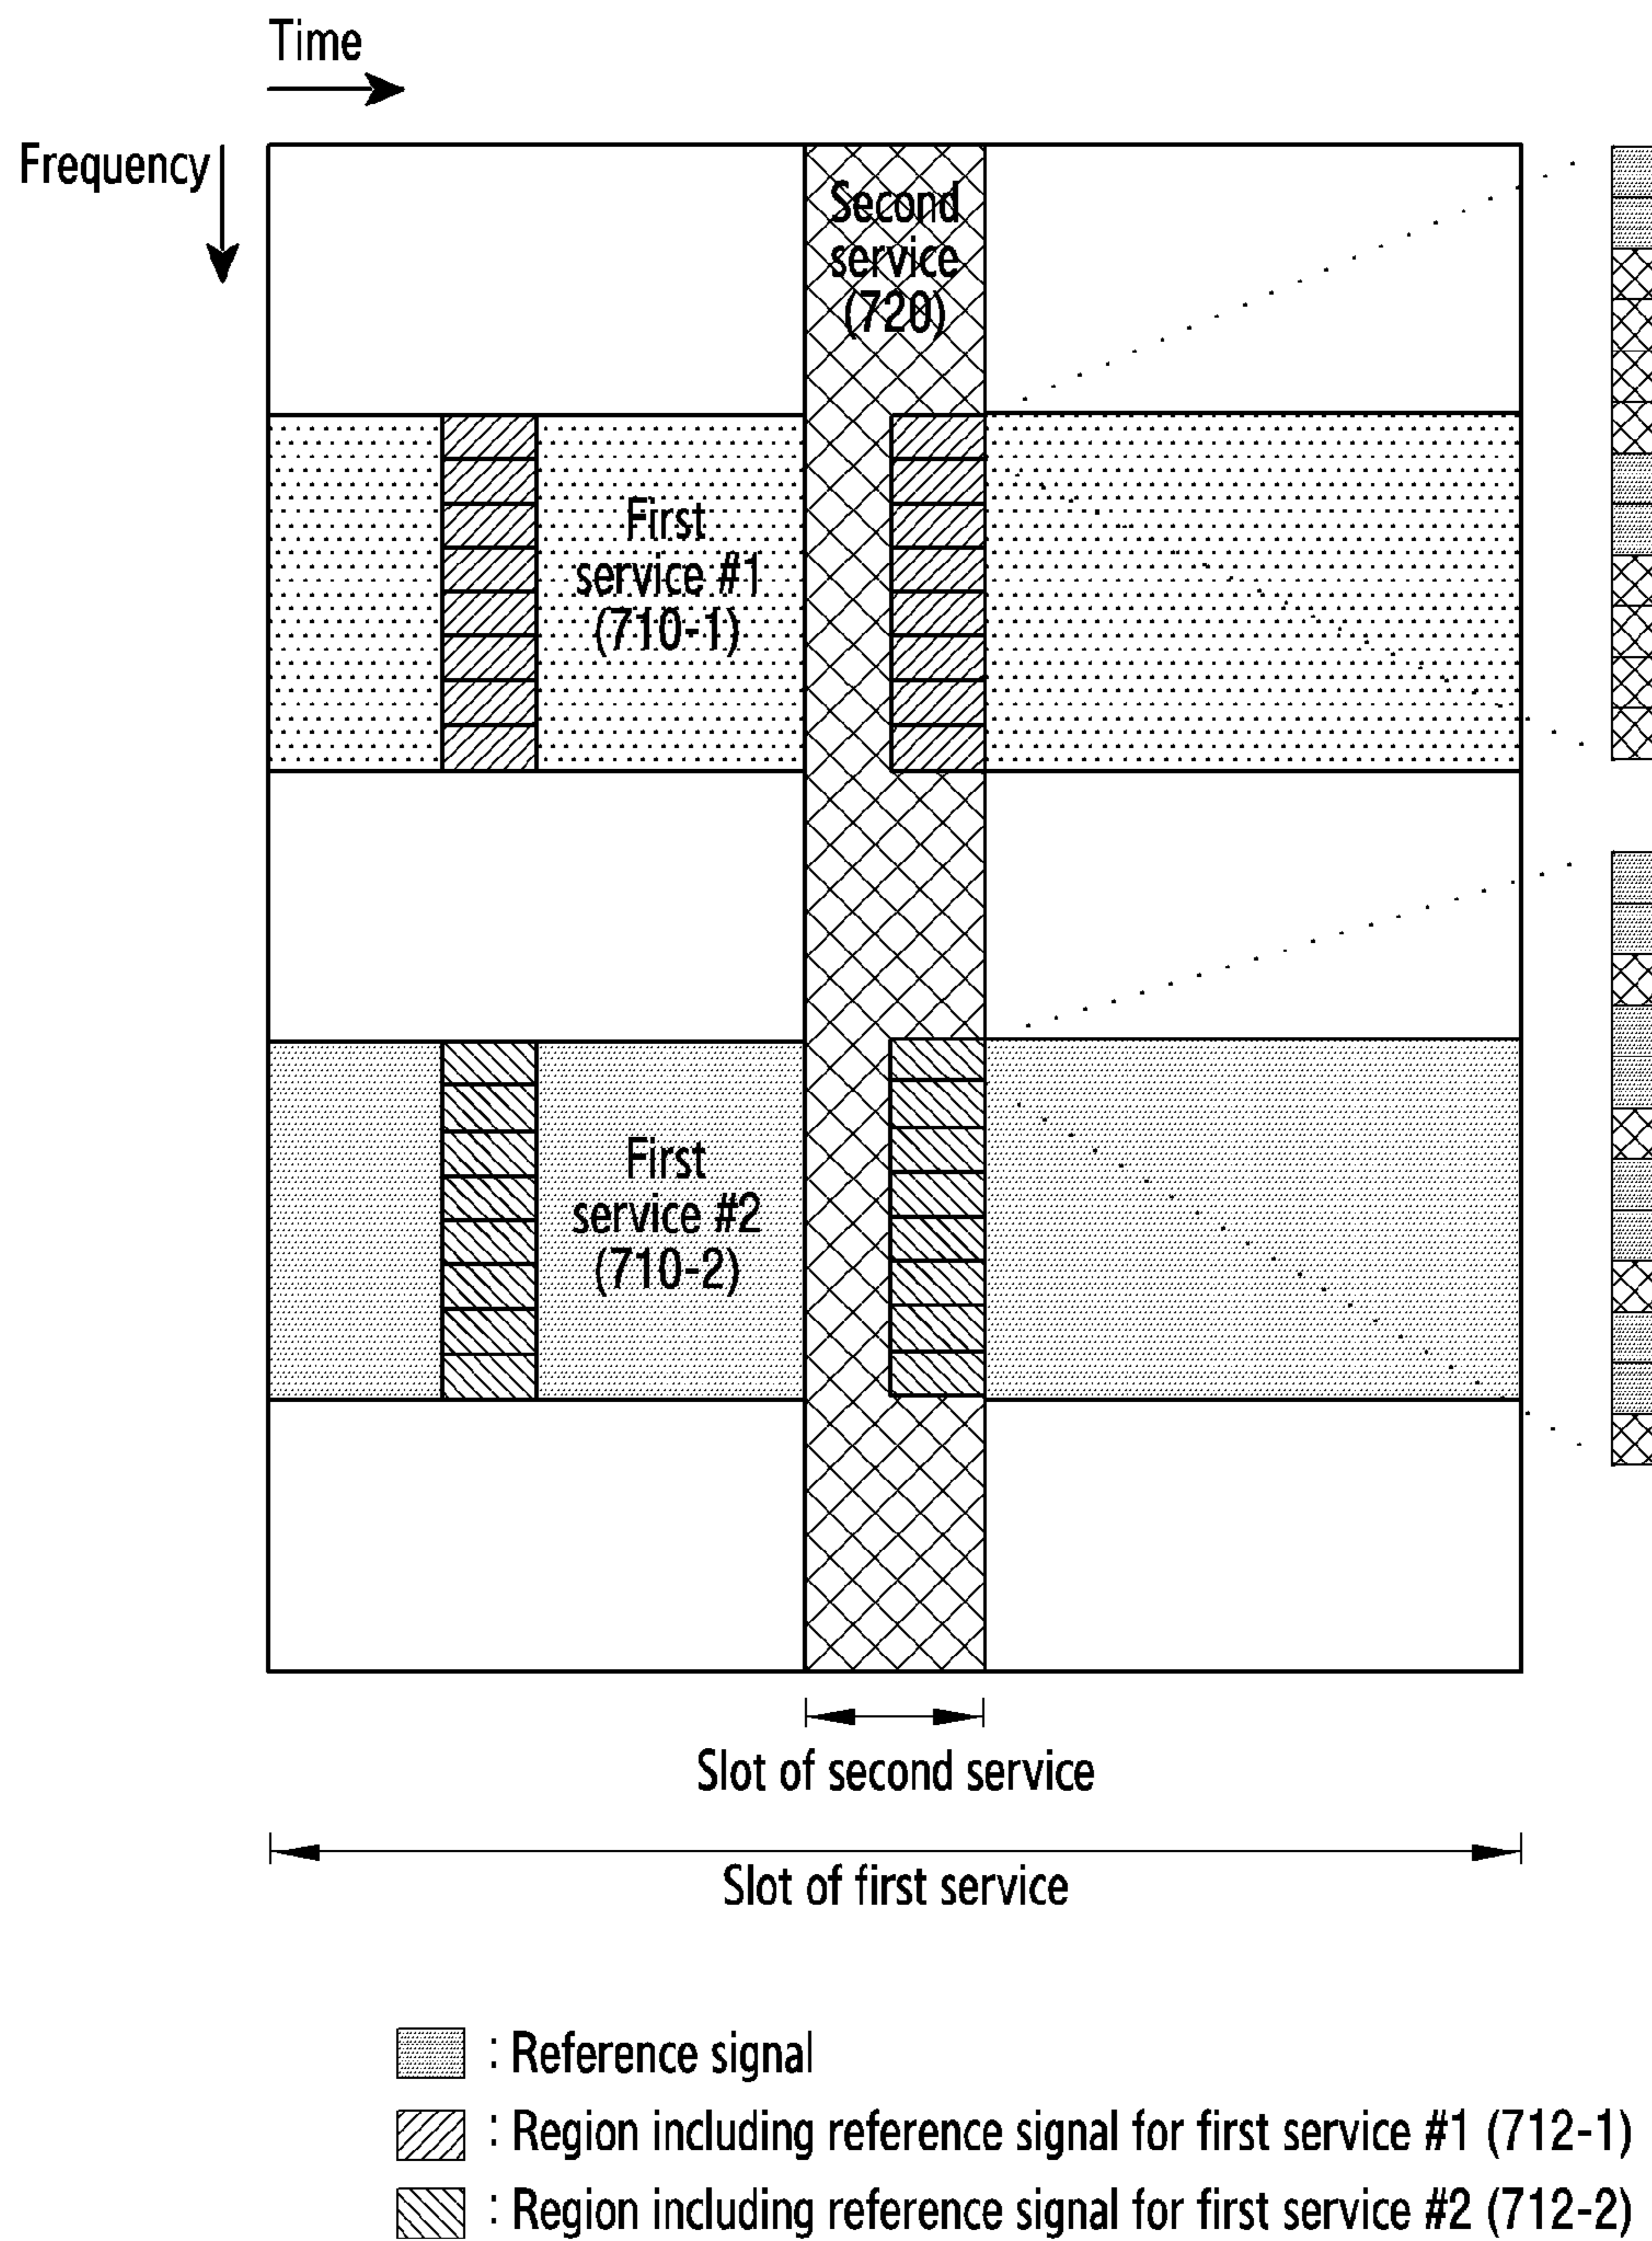 Time
Frequency
Second
service
(720)
First
service #1
(710-1)
First
service #2
(710-2)
Slot of second service
Slot of first service
: Reference signal
: Region including reference signal for first service #1 (712-1)
: Region including reference signal for first service #2 (712-2)